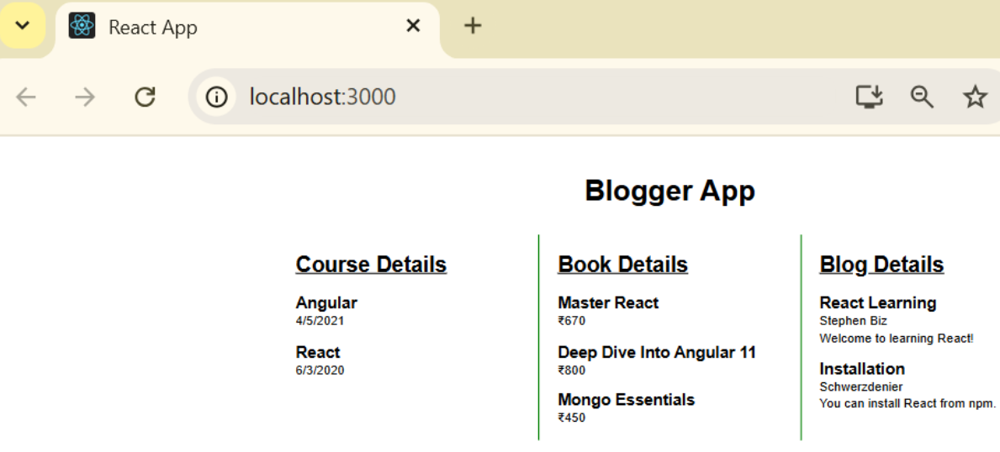 React App
localhost:3000
Blogger App
Course Details
Angular
4/5/2021
React
6/3/2020
Book Details
Master React
₹670
Deep Dive Into Angular 11
₹800
Mongo Essentials
₹450
Blog Details
React Learning
Stephen Biz
Welcome to learning React!
Installation
Schwerzdenier
You can install React from npm.